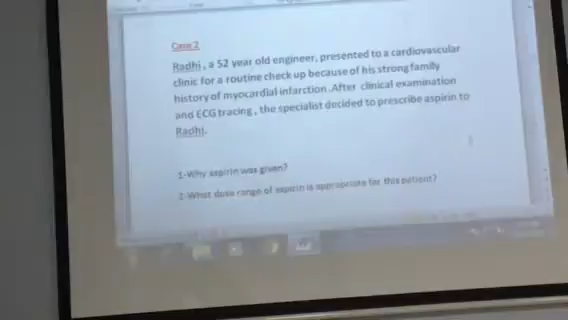 Case 2
Radhi , a 52 year old engineer, presented to a cardiovascular
clinic for a routine check up because of his strong family
history of myocardial infarction .After clinical examination
and ECG tracing , the specialist decided to prescribe aspirin to
Radhi.
1-Why aspirin was given?
2-What dose range of aspirin is appropriate for this patient?